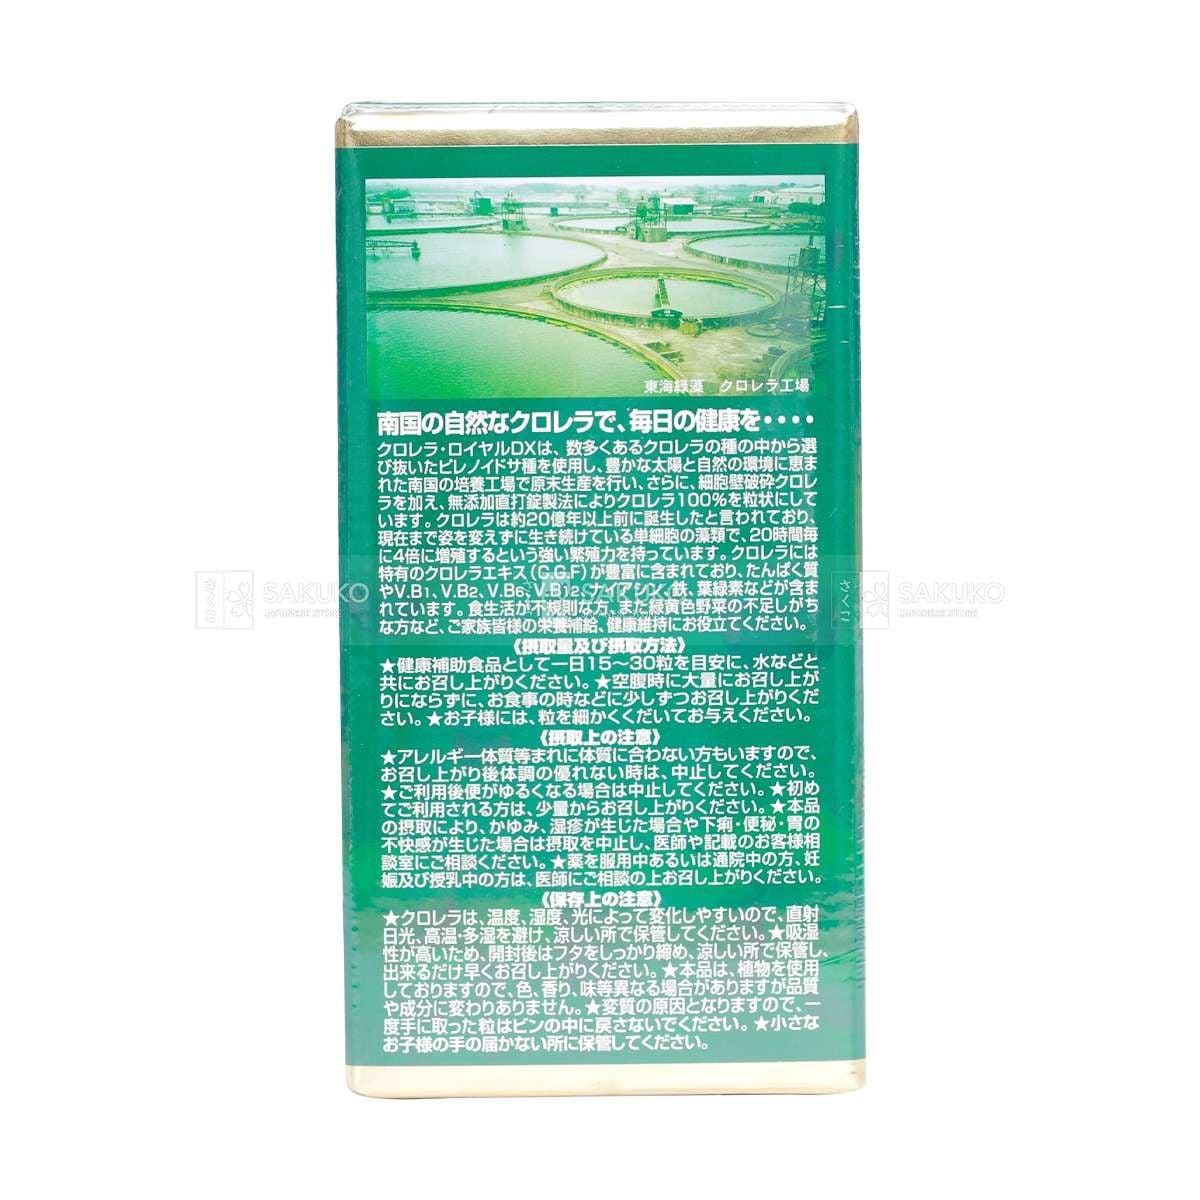 東海緑藻 クロレラ工場
南国の自然なクロレラで、毎日の健康を・・・・
クロレラ・ロイヤルDXは、数多くあるクロレラの種の中から選
び抜いたピレノイドサ種を使用し、豊かな太陽と自然の環境に恵ま
れた南国の培養工場で原末生産を行い、さらに、細胞壁破砕クロレ
ラを加え、無添加直打錠製法によりクロレラ100%を粒状にして
います。クロレラは約20億年以上前に誕生したと言われており、
現在まで姿を変えずに生き続けている単細胞の藻類で、20時間毎
に4倍に増殖するという強い繁殖力を持っています。クロレラには
特有のクロレラエキス(C.G.F)が豊富に含まれており、たんぱく質
やV.B1、V.B2、V.B6、V.B12、ナイアシン、鉄、葉緑素などが含ま
れています。食生活が不規則な方、また緑黄色野菜の不足しがち
な方など、ご家族皆様の栄養補給、健康維持にお役立てください。
《摂取量及び摂取方法》
★健康補助食品として一日15〜30粒を目安に、水などと
共にお召し上がりください。★空腹時に大量にお召し上が
りにならずに、お食事の時などに少しずつお召し上がりくだ
さい。★お子様には、粒を細かくくだいてお与えください。
《摂取上の注意》
★アレルギー体質等まれに体質に合わない方もいますので、
お召し上がり後体調の優れない時は、中止してください。
★ご利用後便がゆるくなる場合は中止してください。★初め
てご利用される方は、少量からお召し上がりください。★本品
の摂取により、かゆみ、湿疹が生じた場合や下痢・便秘・胃の
不快感が生じた場合は摂取を中止し、医師や記載のお客様相
談室にご相談ください。★薬を服用中あるいは通院中の方、妊
娠及び授乳中の方は、医師にご相談の上お召し上がりください。
《保存上の注意》
★クロレラは、温度、湿度、光によって変化しやすいので、直射
日光、高温・多湿を避け、涼しい所で保管してください。★吸湿
性が高いため、開封後はフタをしっかり締め、涼しい所で保管し、
出来るだけ早くお召し上がりください。★本品は、植物を使用
しておりますので、色、香り、味等異なる場合がありますが品質
や成分に変わりありません。★変質の原因となりますので、一
度手に取った粒はビンの中に戻さないでください。★小さな
お子様の手の届かない所に保管してください。
さくこ SAKUKO JAPANESE STORE
SAKUKO
さくこ SAKUKO JAPANESE STORE